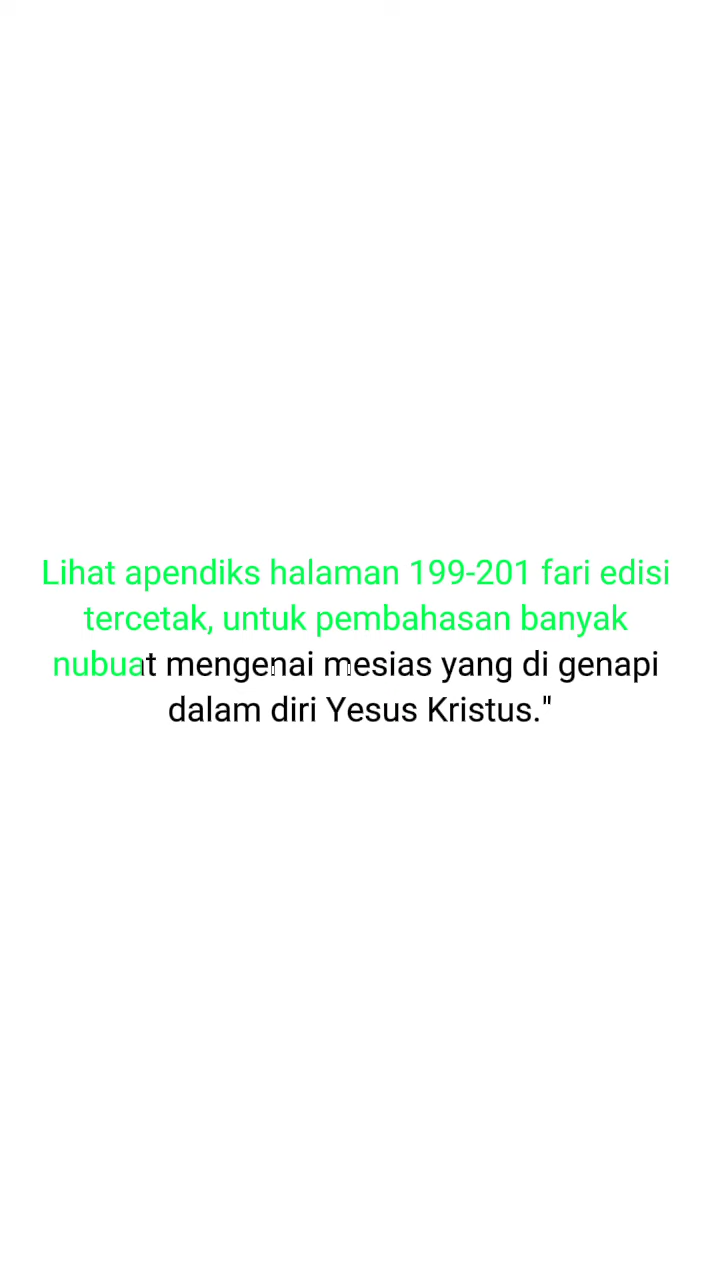 Lihat apendiks halaman 199-201 fari edisi
tercetak, untuk pembahasan banyak
nubuat mengenai mesias yang di genapi
dalam diri Yesus Kristus."